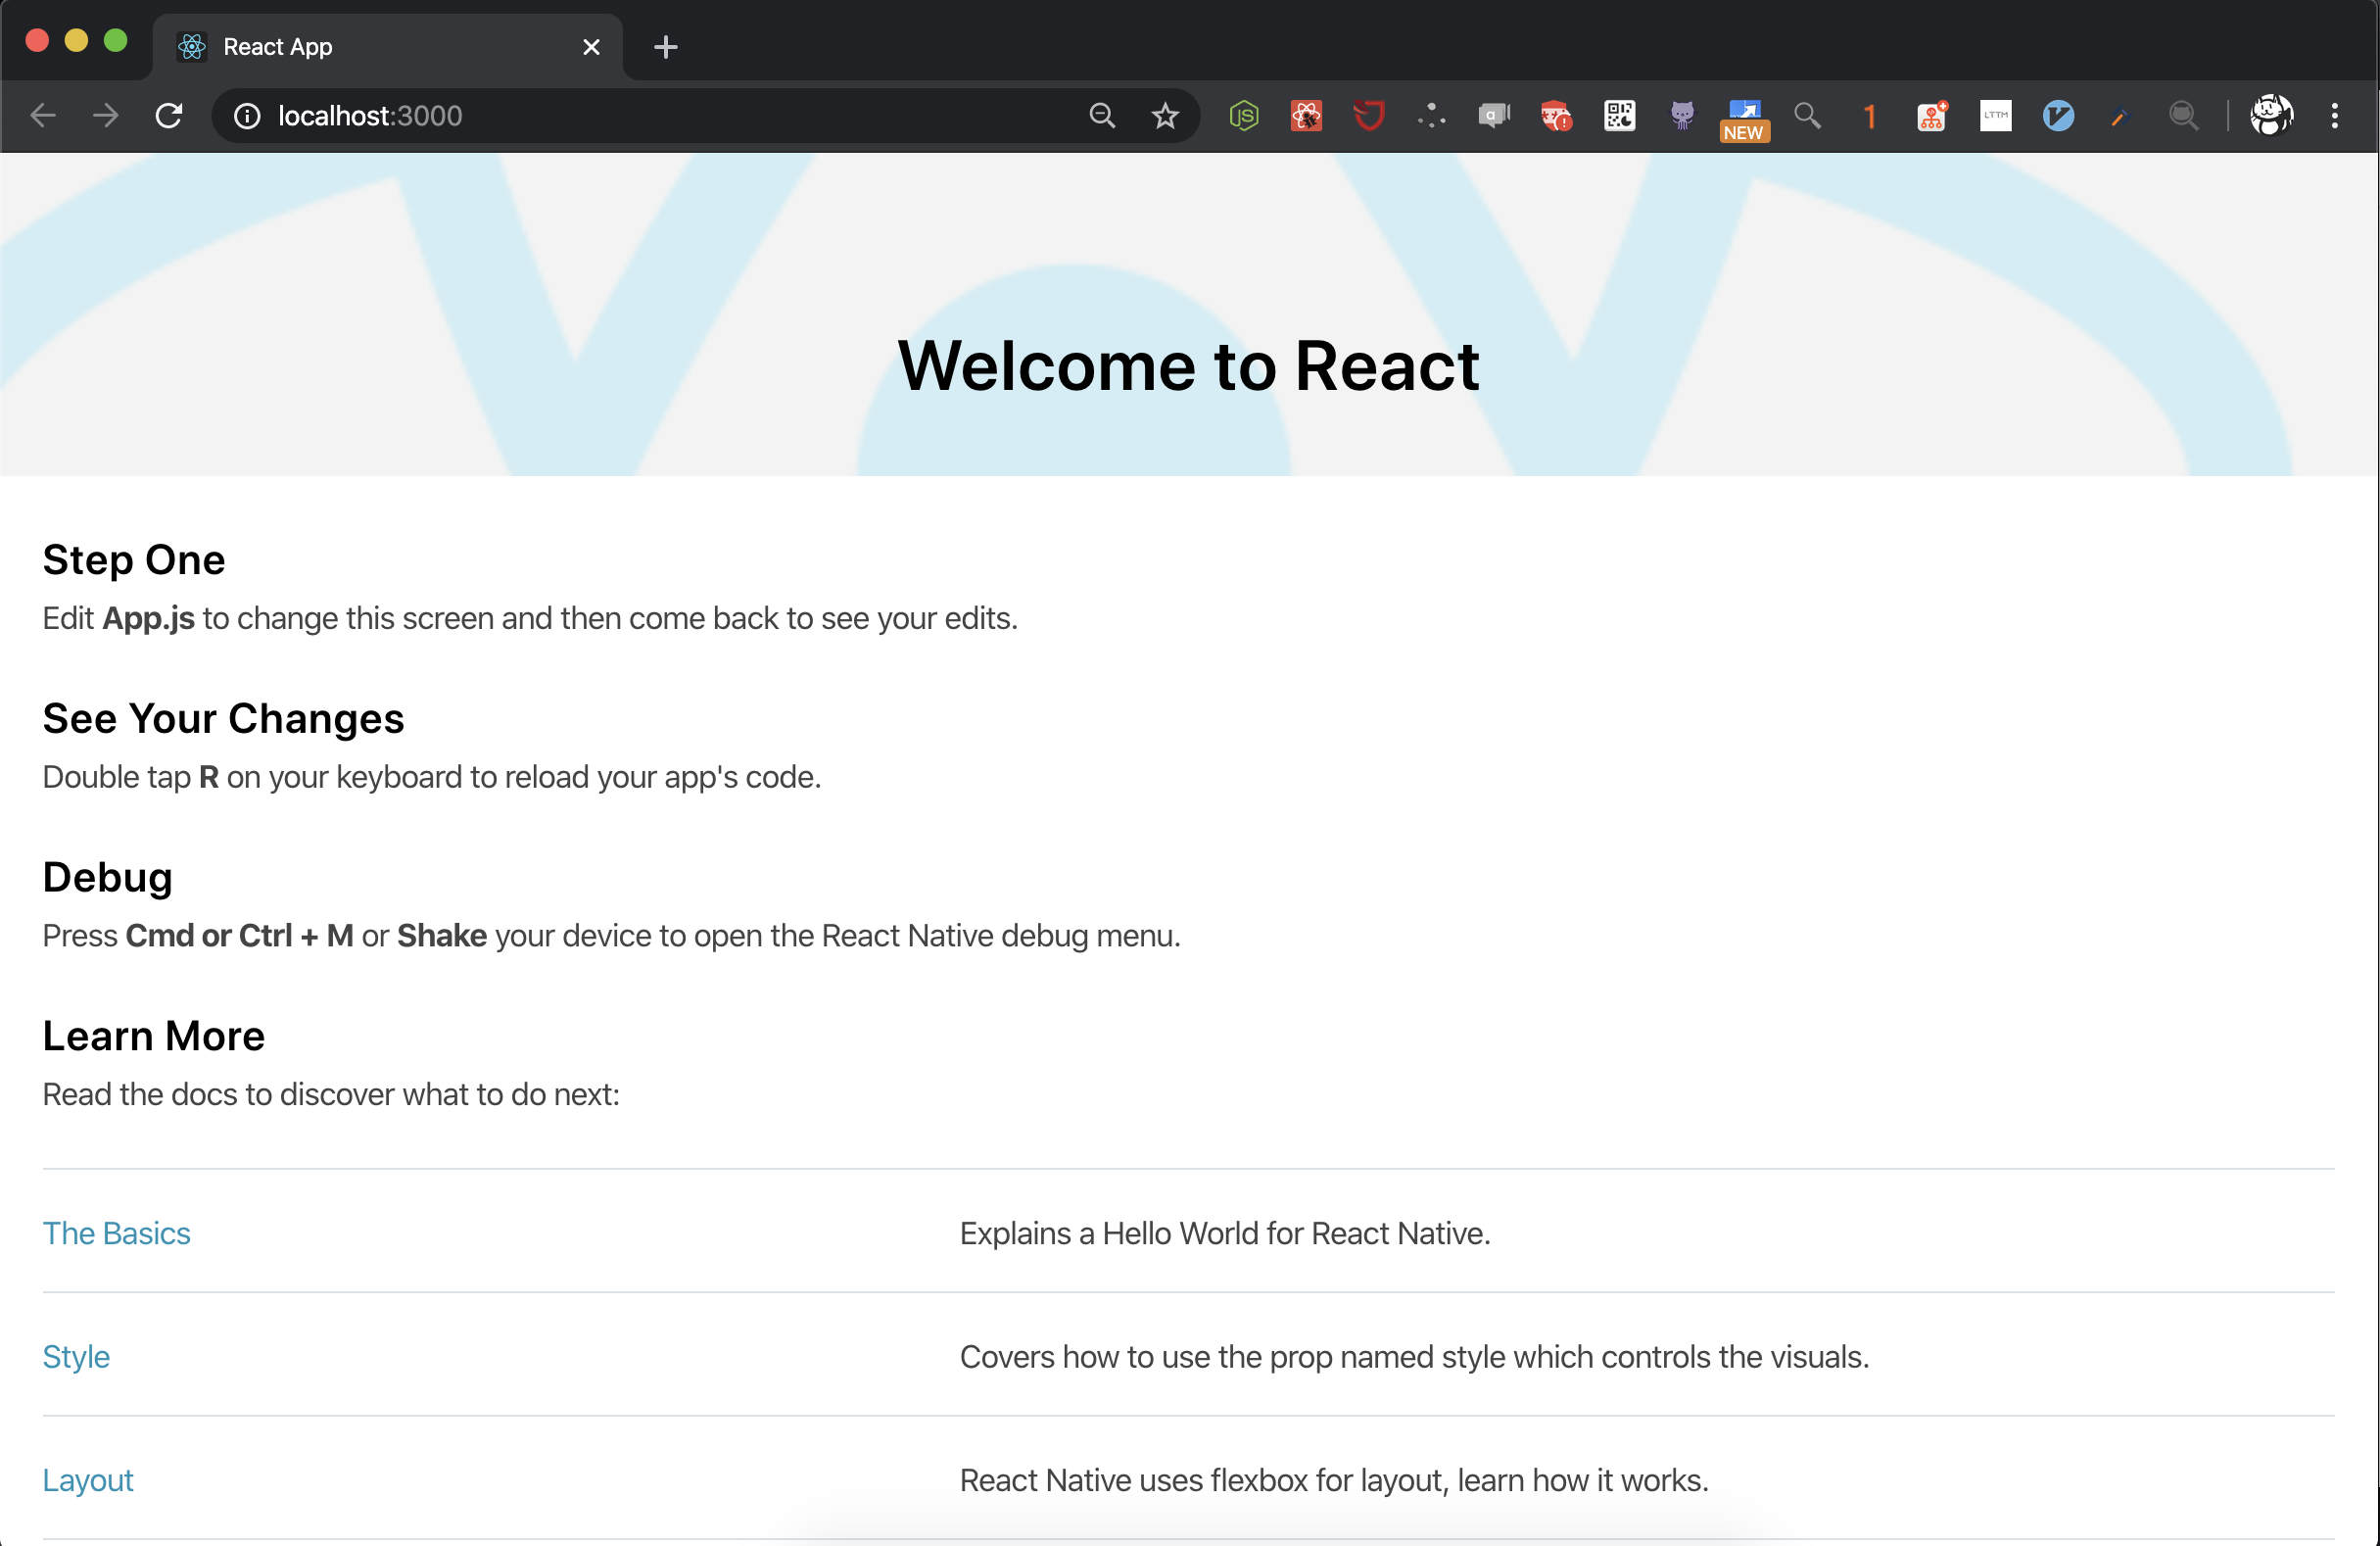 React App
localhost:3000
JS
a
NEW
1
LTTM
Welcome to React
Step One
Edit App.js to change this screen and then come back to see your edits.
See Your Changes
Double tap R on your keyboard to reload your app's code.
Debug
Press Cmd or Ctrl + M or Shake your device to open the React Native debug menu.
Learn More
Read the docs to discover what to do next:
The Basics Explains a Hello World for React Native.
Style Covers how to use the prop named style which controls the visuals.
Layout React Native uses flexbox for layout, learn how it works.